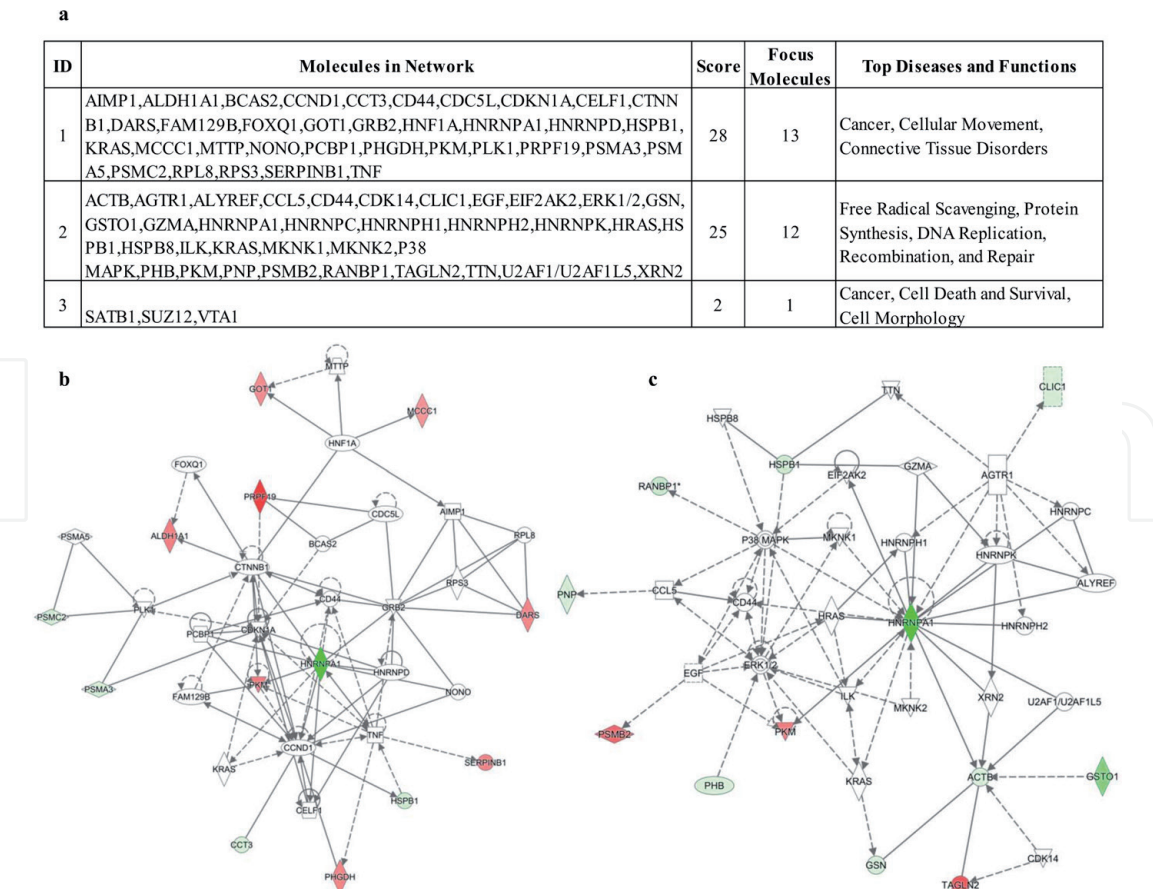 a
ID Molecules in Network Score Focus Molecules Top Diseases and Functions
1
AIMP1,ALDH1A1,BCAS2,CCND1,CCT3,CD44,CDC5L,CDKN1A,CELF1,CTNN
B1,DARS,FAM129B,FOXQ1,GOT1,GRB2,HNF1A,HNRNPA1,HNRNPD,HSPB1,
KRAS,MCCC1,MTTP,NONO,PCBP1,PHGDH,PKM,PLK1,PRPF19,PSMA3,PSM
A5,PSMC2,RPL8,RPS3,SERPINB1,TNF
28
13
Cancer, Cellular Movement,
Connective Tissue Disorders
2
ACTB,AGTR1,ALYREF,CCL5,CD44,CDK14,CLIC1,EGF,EIF2AK2,ERK1/2,GSN,
GSTO1,GZMA,HNRNPA1,HNRNPC,HNRNPH1,HNRNPH2,HNRNPK,HRAS,HS
PB1,HSPB8,ILK,KRAS,MKNK1,MKNK2,P38
MAPK,PHB,PKM,PNP,PSMB2,RANBP1,TAGLN2,TTN,U2AF1/U2AF1L5,XRN2
25
12
Free Radical Scavenging, Protein
Synthesis, DNA Replication,
Recombination, and Repair
3
SATB1,SUZ12,VTA1
2
1
Cancer, Cell Death and Survival,
Cell Morphology
b
MTTP
GOT1
MCCC1
HNF1A
FOXQ1
PRPF19
CDC5L
AIMP1
ALDH1A1
PSMA5
BCAS2
RPL8
CTNNB1
RPS3
CD44
PLK1
GRB2
PSMC2
DARS
PCBP1
CDKN1A
HNRNPA1
HNRNPD
PKM
PSMA3
FAM129B
NONO
TNF
CCND1
KRAS
SERPINB1
CELF1
HSPB1
CCT3
PHGDH
c
TTN
CLIC1
HSPB8
HSPB1
EIF2AK2
GZMA
AGTR1
RANBP1*
HNRNPC
P38 MAPK
MKNK1
HNRNPH1
HNRNPK
ALYREF
PNP
CCL5
CD44
HRAS
HNRNPA1
HNRNPH2
EGF
ERK1/2
ILK
MKNK2
XRN2
U2AF1/U2AF1L5
PSMB2
PKM
PHB
KRAS
ACTB
GSTO1
GSN
CDK14
TAGLN2